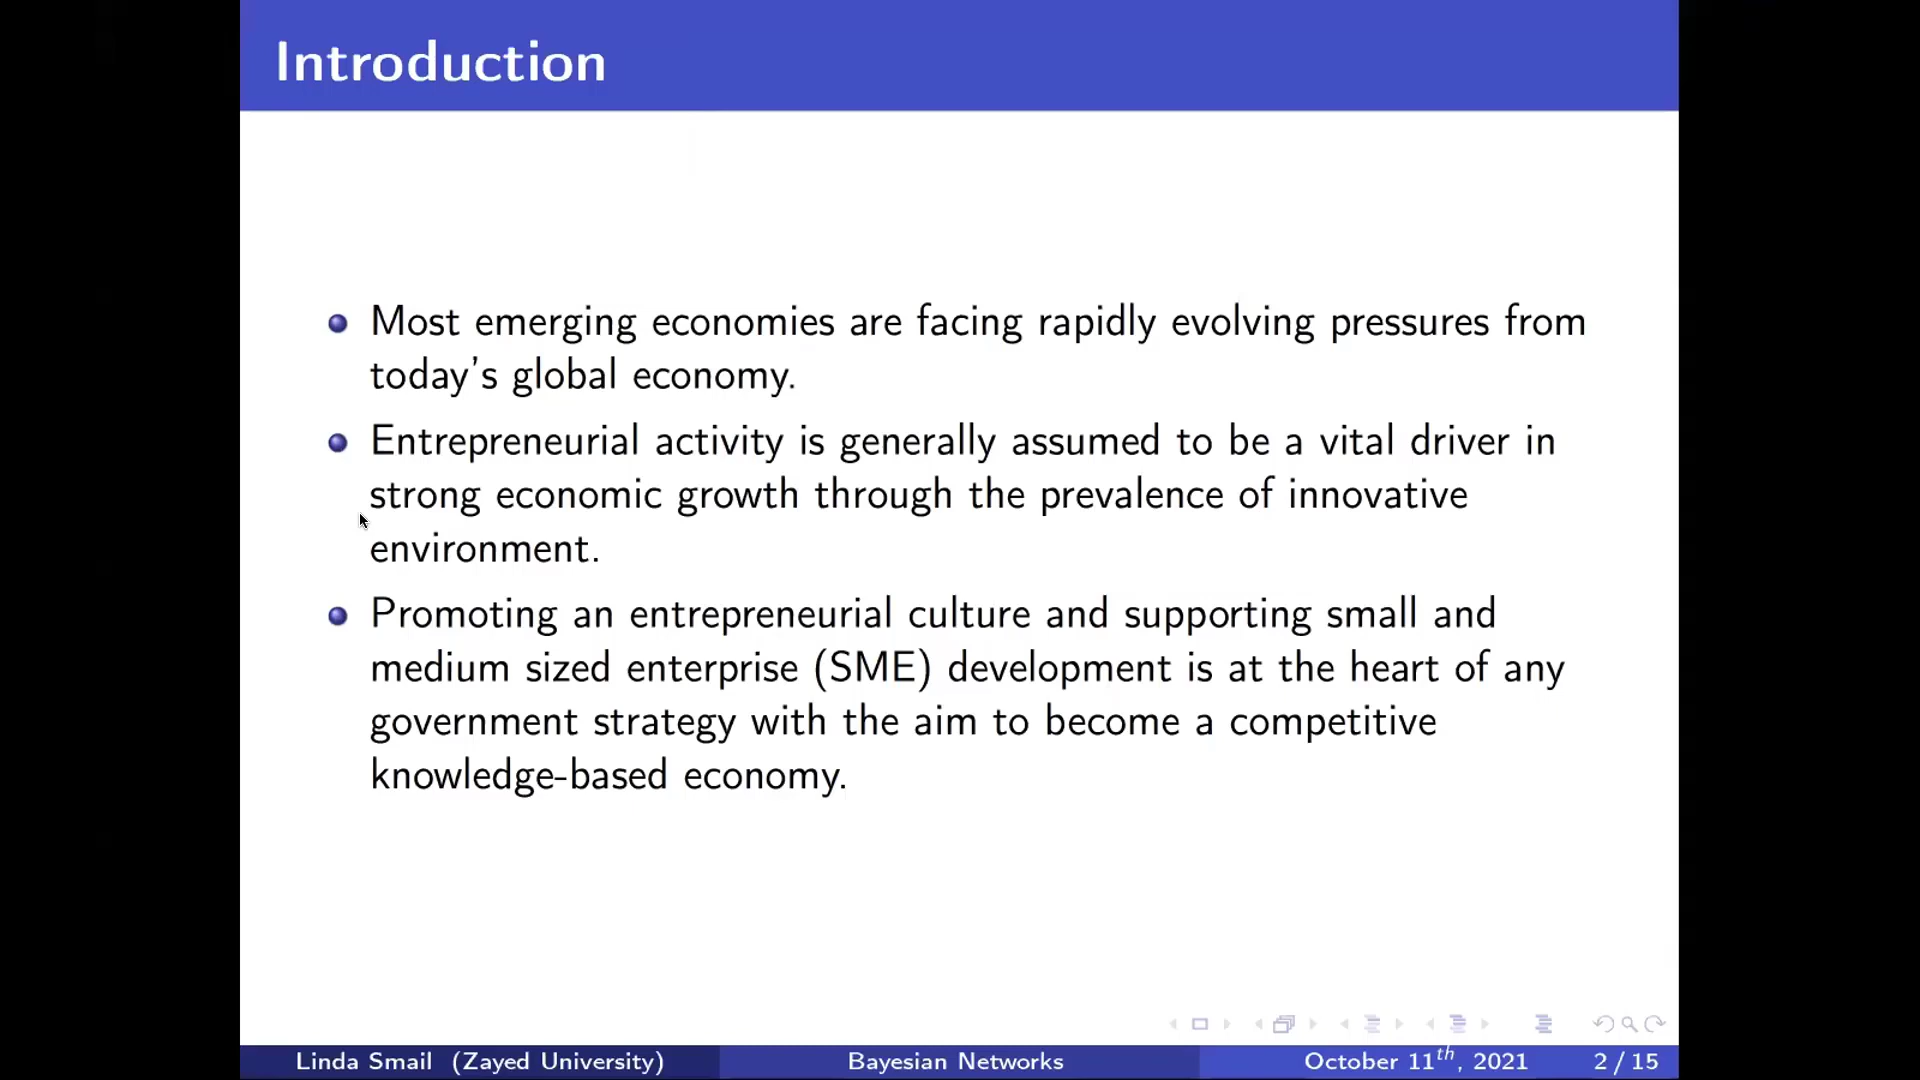 Introduction
Most emerging economies are facing rapidly evolving pressures from
today's global economy.
Entrepreneurial activity is generally assumed to be a vital driver in
strong economic growth through the prevalence of innovative
environment.
Promoting an entrepreneurial culture and supporting small and
medium sized enterprise (SME) development is at the heart of any
government strategy with the aim to become a competitive
knowledge-based economy.
Linda Smail (Zayed University) Bayesian Networks October 11th, 2021 2 / 15